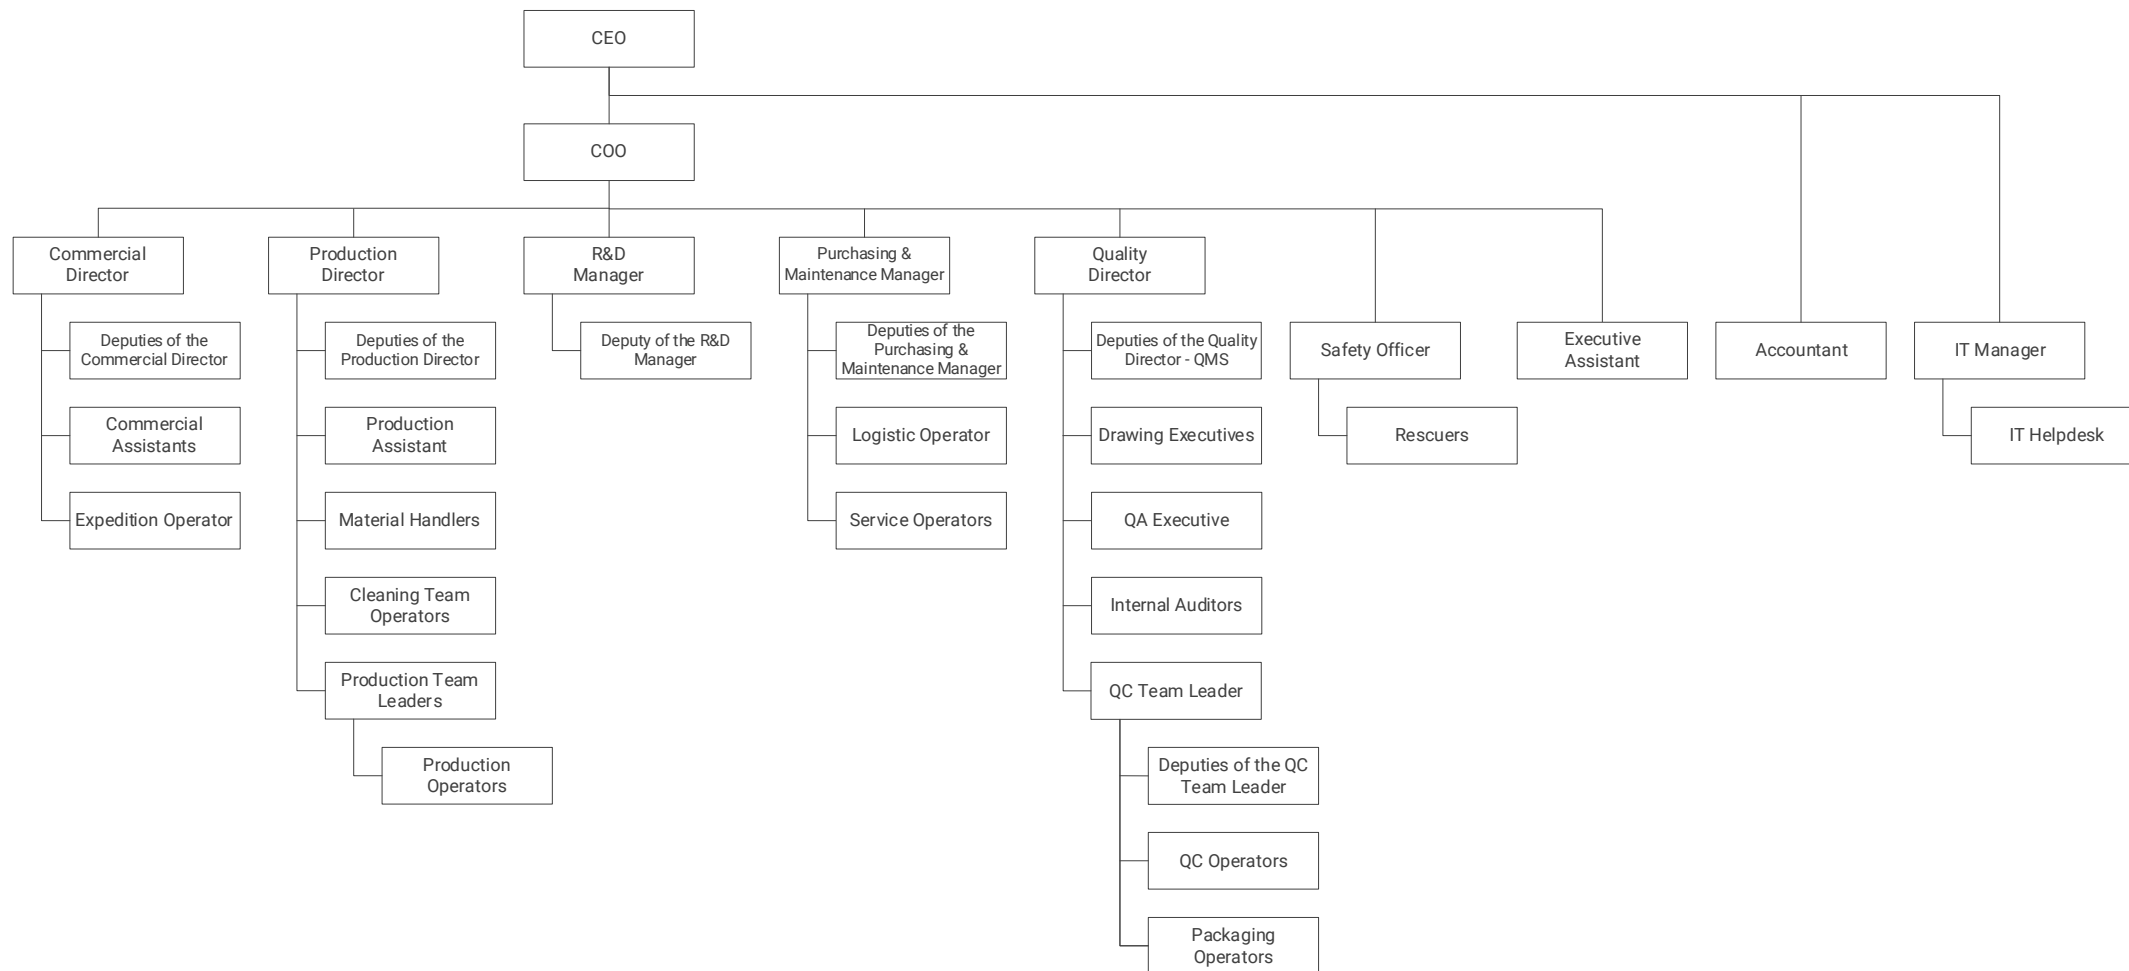 CEO
COO
Commercial
Director
Production
Director
R&D
Manager
Purchasing &
Maintenance Manager
Quality
Director
Deputies of the
Commercial Director
Deputies of the
Production Director
Deputy of the R&D
Manager
Deputies of the
Purchasing &
Maintenance Manager
Deputies of the Quality
Director - QMS
Safety Officer
Executive
Assistant
Accountant
IT Manager
Commercial
Assistants
Production
Assistant
Logistic Operator
Drawing Executives
Rescuers
IT Helpdesk
Expedition Operator
Material Handlers
Service Operators
QA Executive
Cleaning Team
Operators
Internal Auditors
Production Team
Leaders
QC Team Leader
Production
Operators
Deputies of the QC
Team Leader
QC Operators
Packaging
Operators